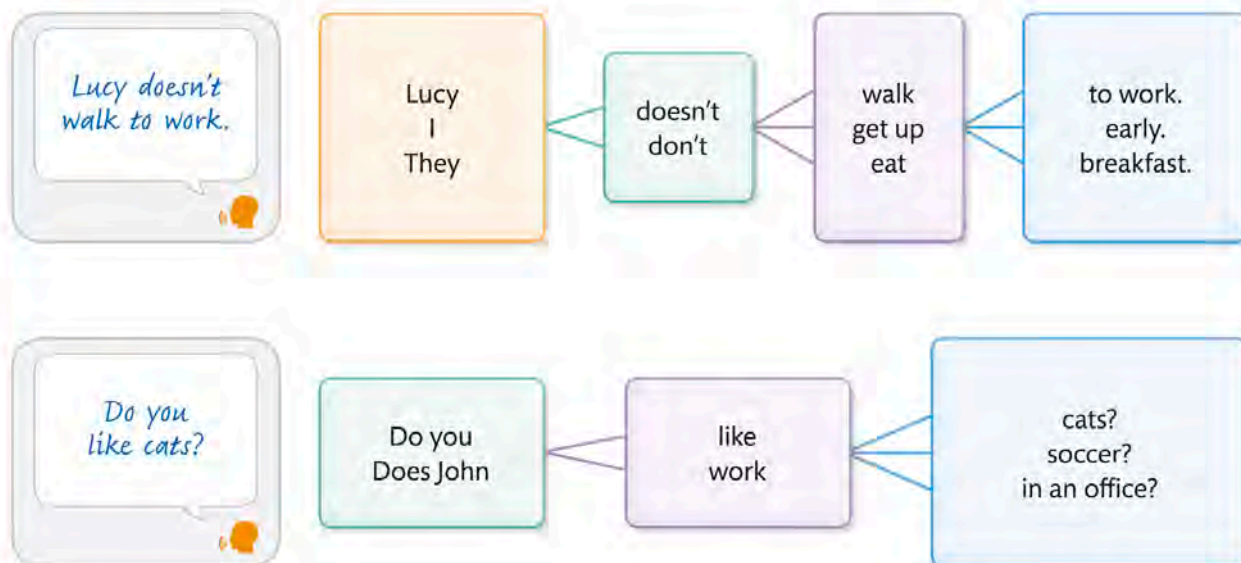 Lucy doesn't
walk to work.
Lucy
I
They
doesn't
don't
walk
get up
eat
to work.
early.
breakfast.
Do you
like cats?
Do you
Does John
like
work
cats?
soccer?
in an office?